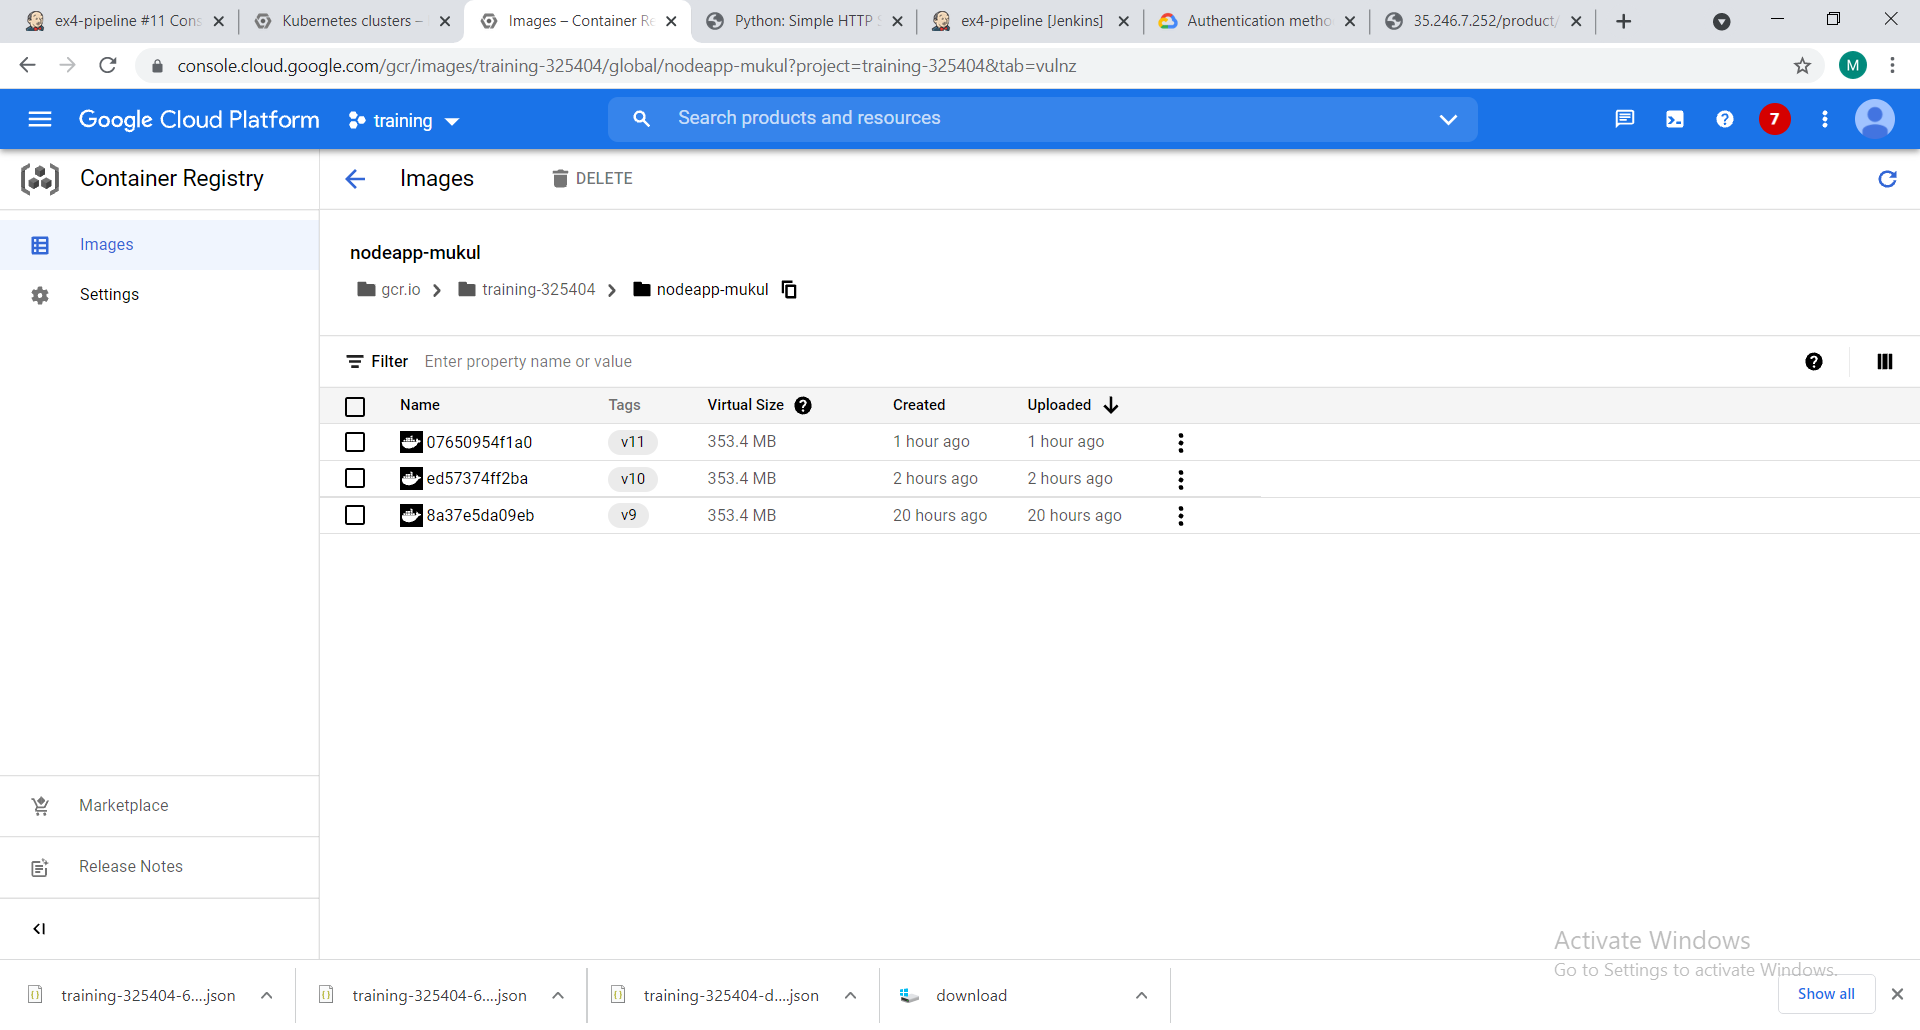 ex4-pipeline #11 Cons
Kubernetes clusters –
Images – Container Re
Python: Simple HTTP S
ex4-pipeline [Jenkins]
Authentication metho
35.246.7.252/product/
console.cloud.google.com/gcr/images/training-325404/global/nodeapp-mukul?project=training-325404&tab=vulnz
M
Google Cloud Platform
training
Search products and resources
7
Container Registry
Images
DELETE
Images
Settings
nodeapp-mukul
gcr.io
training-325404
nodeapp-mukul
Filter
Enter property name or value
Name Tags Virtual Size Created Uploaded
07650954f1a0 v11 353.4 MB 1 hour ago 1 hour ago
ed57374ff2ba v10 353.4 MB 2 hours ago 2 hours ago
8a37e5da09eb v9 353.4 MB 20 hours ago 20 hours ago
Marketplace
Release Notes
Activate Windows
Go to Settings to activate Windows.
training-325404-6....json
training-325404-6....json
training-325404-d....json
download
Show all